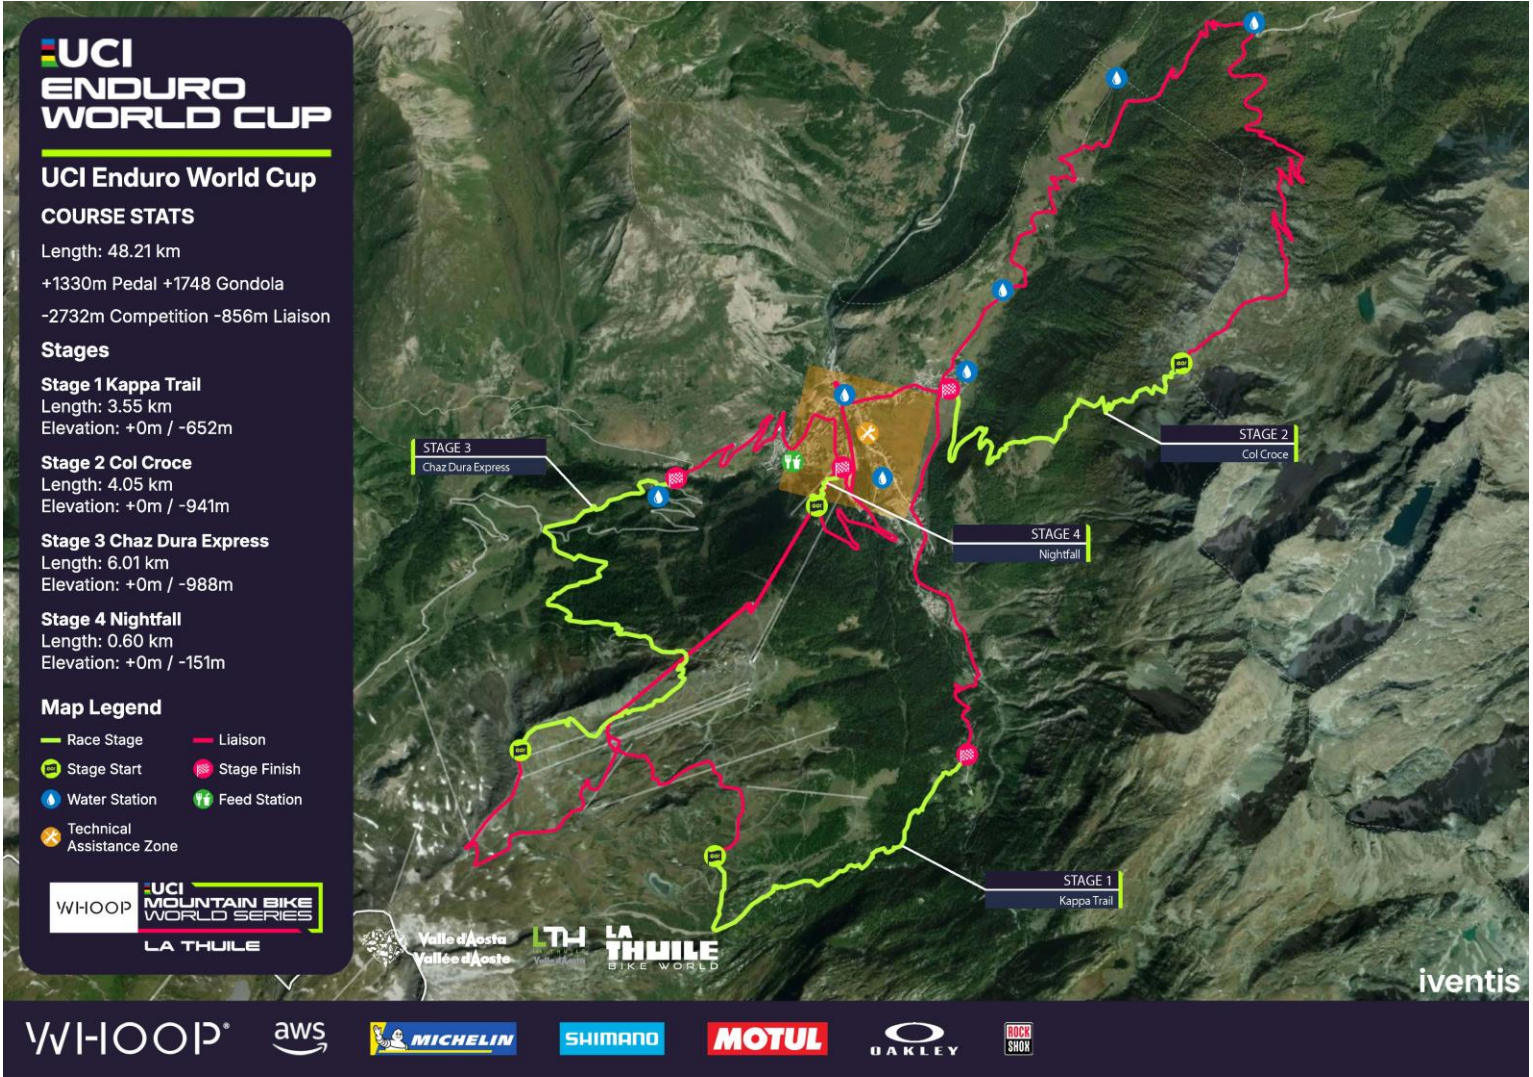 UCI
ENDURO
WORLD CUP
UCI Enduro World Cup
COURSE STATS
Length: 48.21 km
+1330m Pedal +1748 Gondola
-2732m Competition -856m Liaison
Stages
Stage 1 Kappa Trail
Length: 3.55 km
Elevation: +0m / -652m
Stage 2 Col Croce
Length: 4.05 km
Elevation: +0m / -941m
Stage 3 Chaz Dura Express
Length: 6.01 km
Elevation: +0m / -988m
Stage 4 Nightfall
Length: 0.60 km
Elevation: +0m / -151m
Map Legend
Race Stage
Liaison
Stage Start
Stage Finish
Water Station
Feed Station
Technical
Assistance Zone
WHOOP
UCI
MOUNTAIN BIKE
WORLD SERIES
LA THUILE
STAGE 3
Chaz Dura Express
STAGE 2
Col Croce
STAGE 4
Nightfall
STAGE 1
Kappa Trail
Valle d'Aosta
Vallée d'Aoste
LTH
Valle d'Aosta
LA
THUILE
BIKE WORLD
iventis
WHOOP
aws
MICHELIN
SHIMANO
MOTUL
OAKLEY
ROCK
SHOX